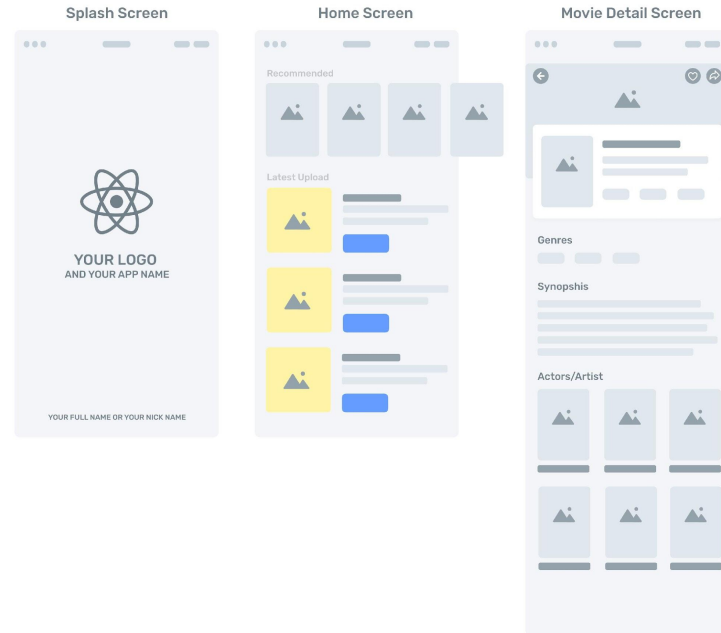 Splash Screen
Home Screen
Movie Detail Screen
YOUR LOGO
AND YOUR APP NAME
YOUR FULL NAME OR YOUR NICK NAME
Recommended
Latest Upload
Genres
Synopshis
Actors/Artist